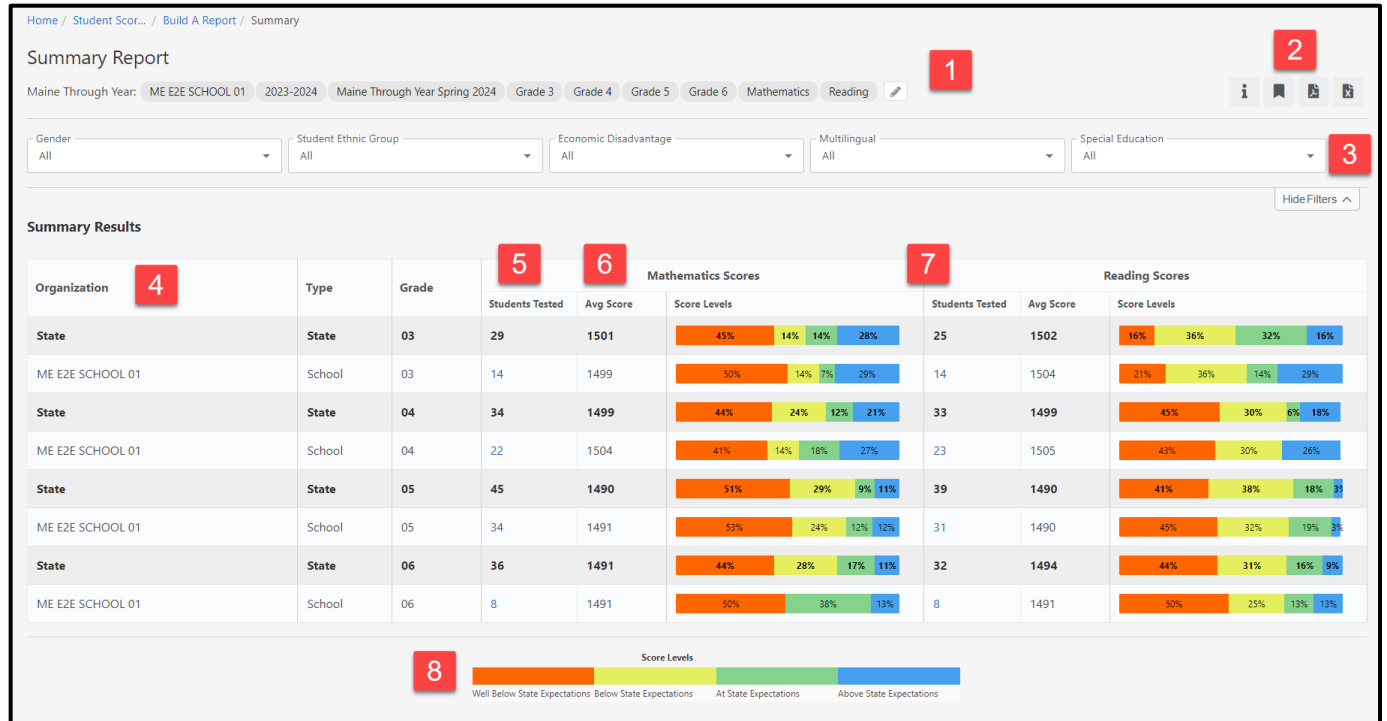 Home / Student Scor... / Build A Report / Summary
Summary Report
1
2
Maine Through Year: ME E2E SCHOOL 01 2023-2024 Maine Through Year Spring 2024 Grade 3 Grade 4 Grade 5 Grade 6 Mathematics Reading
Gender Student Ethnic Group Economic Disadvantage Multilingual Special Education
All All All All All 3
Hide Filters
Summary Results
5 6 7
Mathematics Scores Reading Scores
Organization 4 Type Grade
Students Tested Avg Score Score Levels Students Tested Avg Score Score Levels
State State 03 29 1501 45% 14% 14% 28% 25 1502 16% 36% 32% 16%
ME E2E SCHOOL 01 School 03 14 1499 50% 14% 7% 29% 14 1504 21% 36% 14% 29%
State State 04 34 1499 44% 24% 12% 21% 33 1499 45% 30% 6% 18%
ME E2E SCHOOL 01 School 04 22 1504 41% 14% 18% 27% 23 1505 43% 30% 26%
State State 05 45 1490 51% 29% 9% 11% 39 1490 41% 38% 18% 3%
ME E2E SCHOOL 01 School 05 34 1491 53% 24% 12% 12% 31 1490 45% 32% 19% 3%
State State 06 36 1491 44% 28% 17% 11% 32 1494 44% 31% 16% 9%
ME E2E SCHOOL 01 School 06 8 1491 50% 38% 13% 8 1491 50% 25% 13% 13%
8
Score Levels
Well Below State Expectations Below State Expectations At State Expectations Above State Expectations